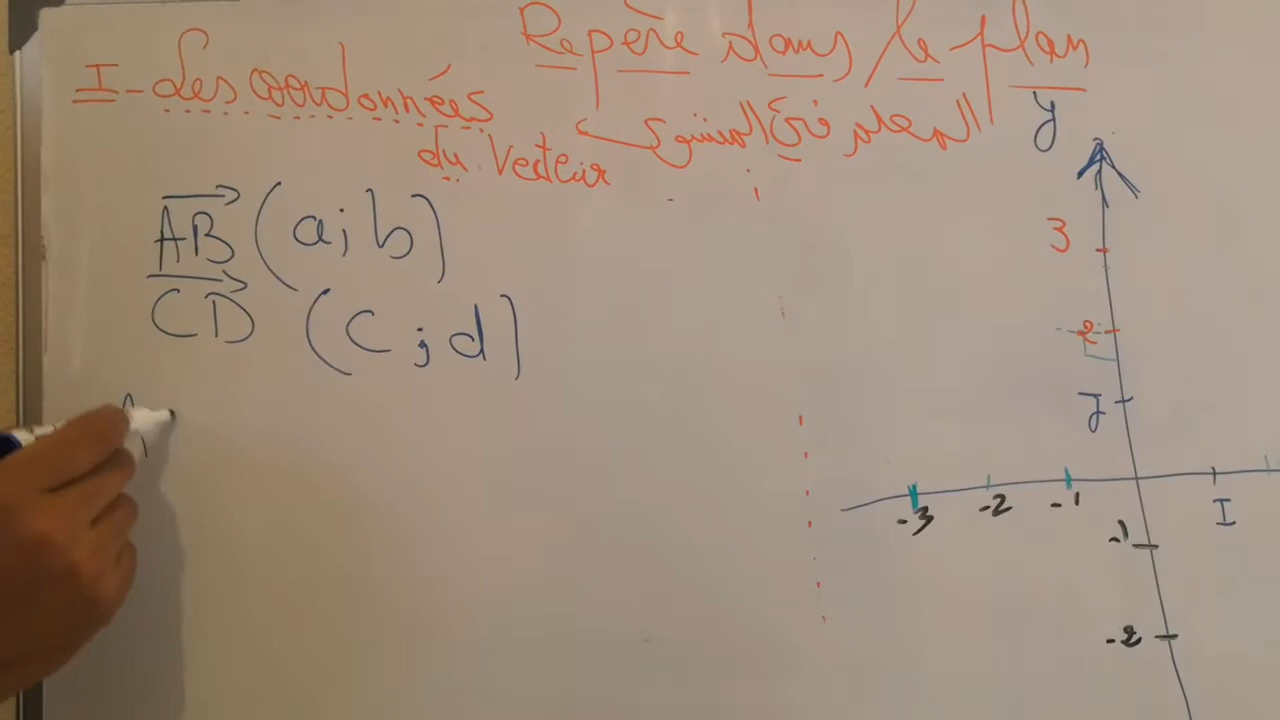 Repère dans le plan
I - Les coordonnées
du Vecteur
المعلم في المستوى
AB (a; b)
CD (C; d)
y
3
2
J
-3 -2 -1 I
-1
-2